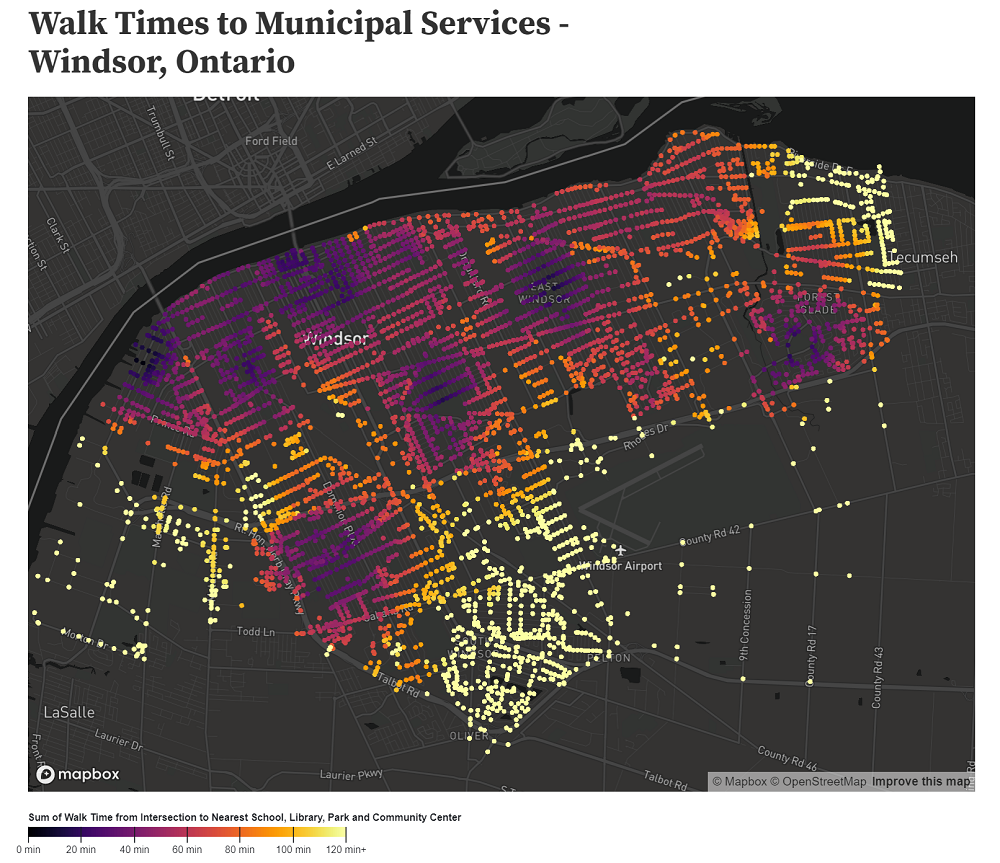 Walk Times to Municipal Services -
Windsor, Ontario
Detroit
Trumbull St
Ford Field
E Larned St
Clark St
Tecumseh
EAST
WINDSOR
FOREST
GLADE
Windsor
Rhodes Dr
County Rd 42
Windsor Airport
Todd Ln
9th Concession
County Rd 17
County Rd 43
Talbot Rd
LaSalle
OLIVER
Laurier Dr
Laurier Pkwy
County Rd 46
Talbot Rd
mapbox
© Mapbox © OpenStreetMap Improve this map
Sum of Walk Time from Intersection to Nearest School, Library, Park and Community Center
0 min 20 min 40 min 60 min 80 min 100 min 120 min+